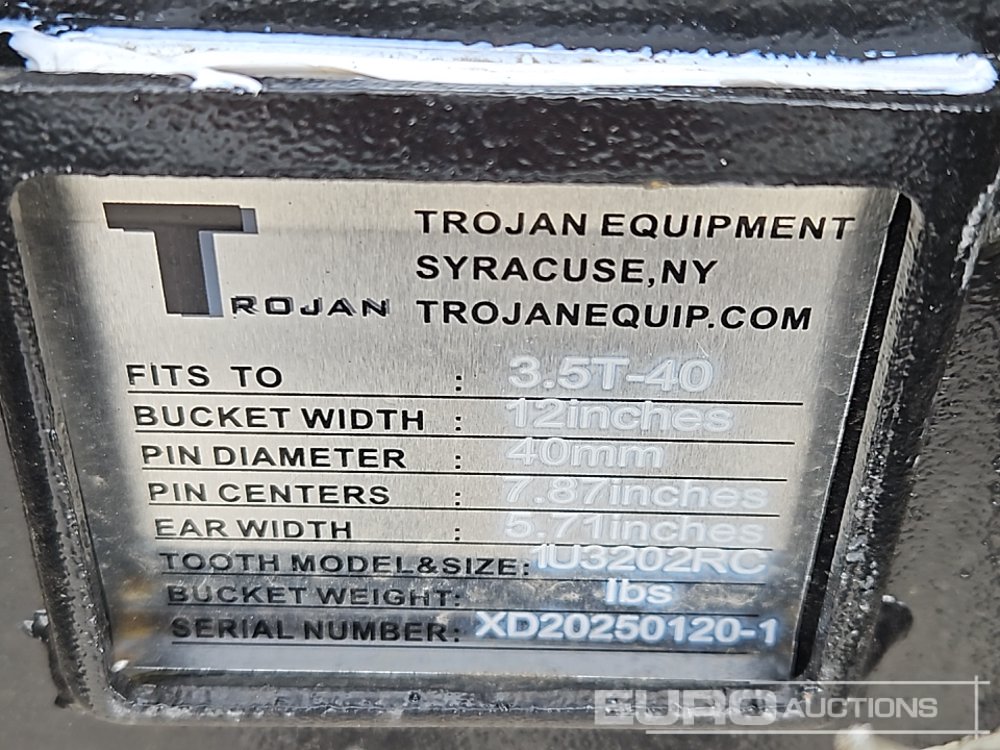 TROJAN
TROJAN EQUIPMENT
SYRACUSE,NY
TROJANEQUIP.COM
FITS TO : 3.5T-40
BUCKET WIDTH : 12inches
PIN DIAMETER : 40mm
PIN CENTERS : 7.87inches
EAR WIDTH : 5.71inches
TOOTH MODEL&SIZE: 1U3202RC
BUCKET WEIGHT: lbs
SERIAL NUMBER: XD20250120-1
EURO AUCTIONS